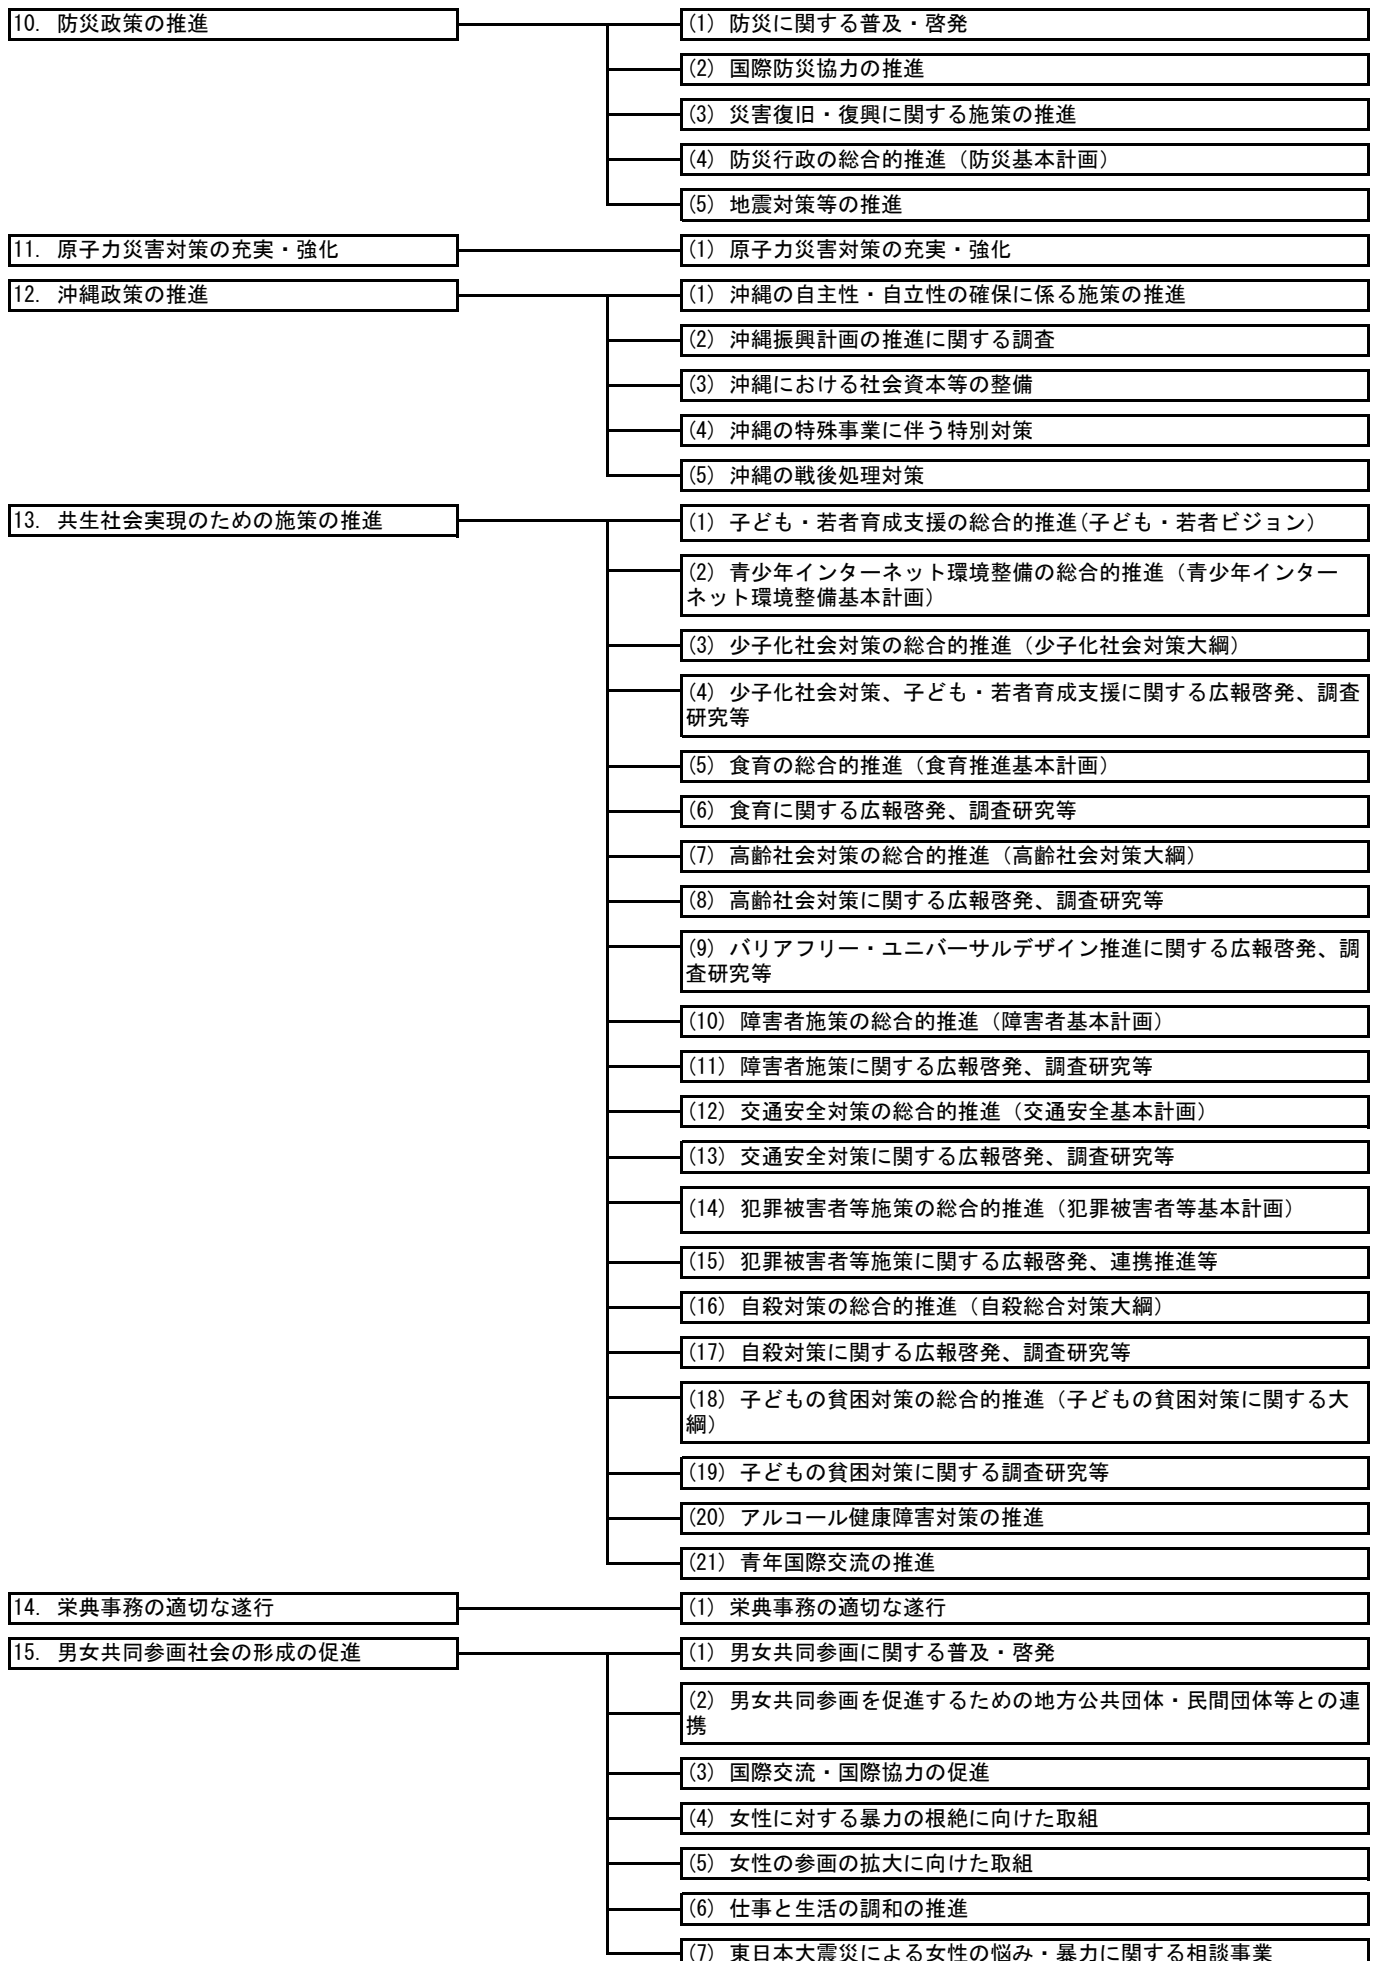 10. 防災政策の推進
(1) 防災に関する普及・啓発
(2) 国際防災協力の推進
(3) 災害復旧・復興に関する施策の推進
(4) 防災行政の総合的推進（防災基本計画）
(5) 地震対策等の推進
11. 原子力災害対策の充実・強化
(1) 原子力災害対策の充実・強化
12. 沖縄政策の推進
(1) 沖縄の自主性・自立性の確保に係る施策の推進
(2) 沖縄振興計画の推進に関する調査
(3) 沖縄における社会資本等の整備
(4) 沖縄の特殊事業に伴う特別対策
(5) 沖縄の戦後処理対策
13. 共生社会実現のための施策の推進
(1) 子ども・若者育成支援の総合的推進(子ども・若者ビジョン）
(2) 青少年インターネット環境整備の総合的推進（青少年インター
ネット環境整備基本計画）
(3) 少子化社会対策の総合的推進（少子化社会対策大綱）
(4) 少子化社会対策、子ども・若者育成支援に関する広報啓発、調査
研究等
(5) 食育の総合的推進（食育推進基本計画）
(6) 食育に関する広報啓発、調査研究等
(7) 高齢社会対策の総合的推進（高齢社会対策大綱）
(8) 高齢社会対策に関する広報啓発、調査研究等
(9) バリアフリー・ユニバーサルデザイン推進に関する広報啓発、調
査研究等
(10) 障害者施策の総合的推進（障害者基本計画）
(11) 障害者施策に関する広報啓発、調査研究等
(12) 交通安全対策の総合的推進（交通安全基本計画）
(13) 交通安全対策に関する広報啓発、調査研究等
(14) 犯罪被害者等施策の総合的推進（犯罪被害者等基本計画）
(15) 犯罪被害者等施策に関する広報啓発、連携推進等
(16) 自殺対策の総合的推進（自殺総合対策大綱）
(17) 自殺対策に関する広報啓発、調査研究等
(18) 子どもの貧困対策の総合的推進（子どもの貧困対策に関する大
綱）
(19) 子どもの貧困対策に関する調査研究等
(20) アルコール健康障害対策の推進
(21) 青年国際交流の推進
14. 栄典事務の適切な遂行
(1) 栄典事務の適切な遂行
15. 男女共同参画社会の形成の促進
(1) 男女共同参画に関する普及・啓発
(2) 男女共同参画を促進するための地方公共団体・民間団体等との連
携
(3) 国際交流・国際協力の促進
(4) 女性に対する暴力の根絶に向けた取組
(5) 女性の参画の拡大に向けた取組
(6) 仕事と生活の調和の推進
(7) 東日本大震災による女性の悩み・暴力に関する相談事業